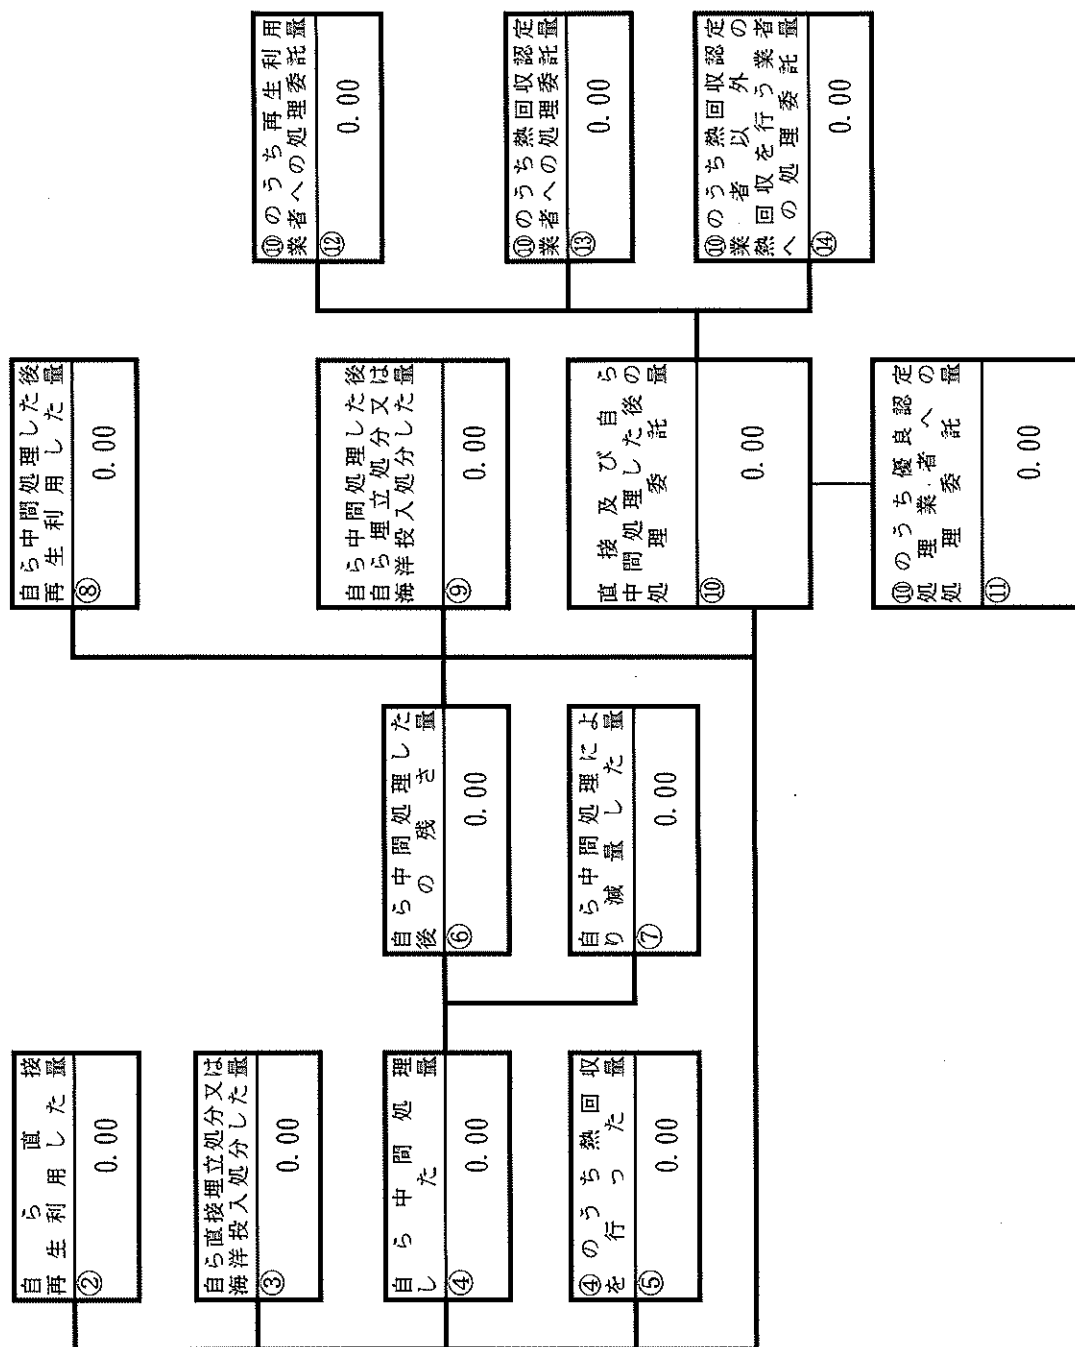 自ら直接
再生利用した量
②
0.00
自ら直接埋立処分又は
海洋投入処分した量
③
0.00
自ら中間処理
した量
④
0.00
④のうち熱回収
を行った量
⑤
0.00
自ら中間処理した
後の残さ量
⑥
0.00
自ら中間処理によ
り減量した量
⑦
0.00
自ら中間処理した後
再生利用した量
⑧
0.00
自ら中間処理した後
自ら埋立処分又は
海洋投入処分した量
⑨
0.00
直接及び自ら
中間処理した後の
処理委託量
⑩
0.00
⑩のうち優良認定
処理業者への
処理委託量
⑪
0.00
⑩のうち再生利用
業者への処理委託量
⑫
0.00
⑩のうち熱回収認定
業者への処理委託量
⑬
0.00
⑩のうち熱回収認定
業者以外の
熱回収を行う業者
への処理委託量
⑭
0.00